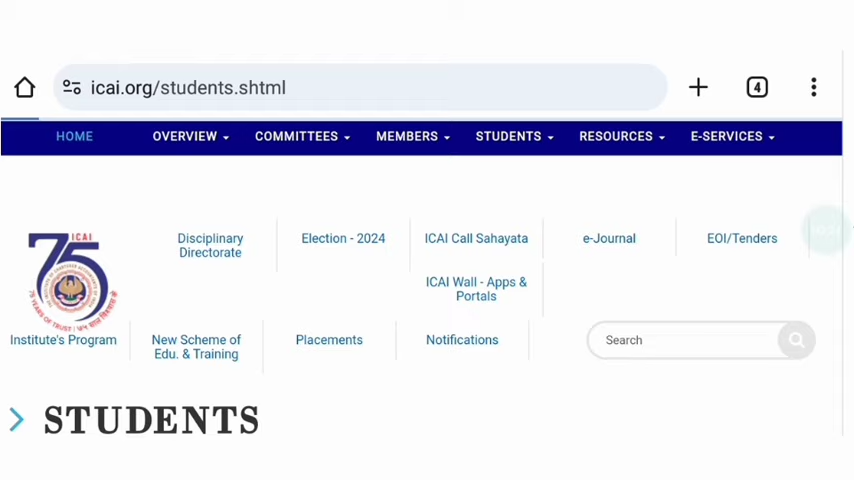 icai.org/students.shtml
4
HOME
OVERVIEW
COMMITTEES
MEMBERS
STUDENTS
RESOURCES
E-SERVICES
ICAI
75
Disciplinary
Directorate
Election - 2024
ICAI Call Sahayata
e-Journal
EOI/Tenders
ICAI Wall - Apps &
Portals
Institute's Program
New Scheme of
Edu. & Training
Placements
Notifications
Search
STUDENTS